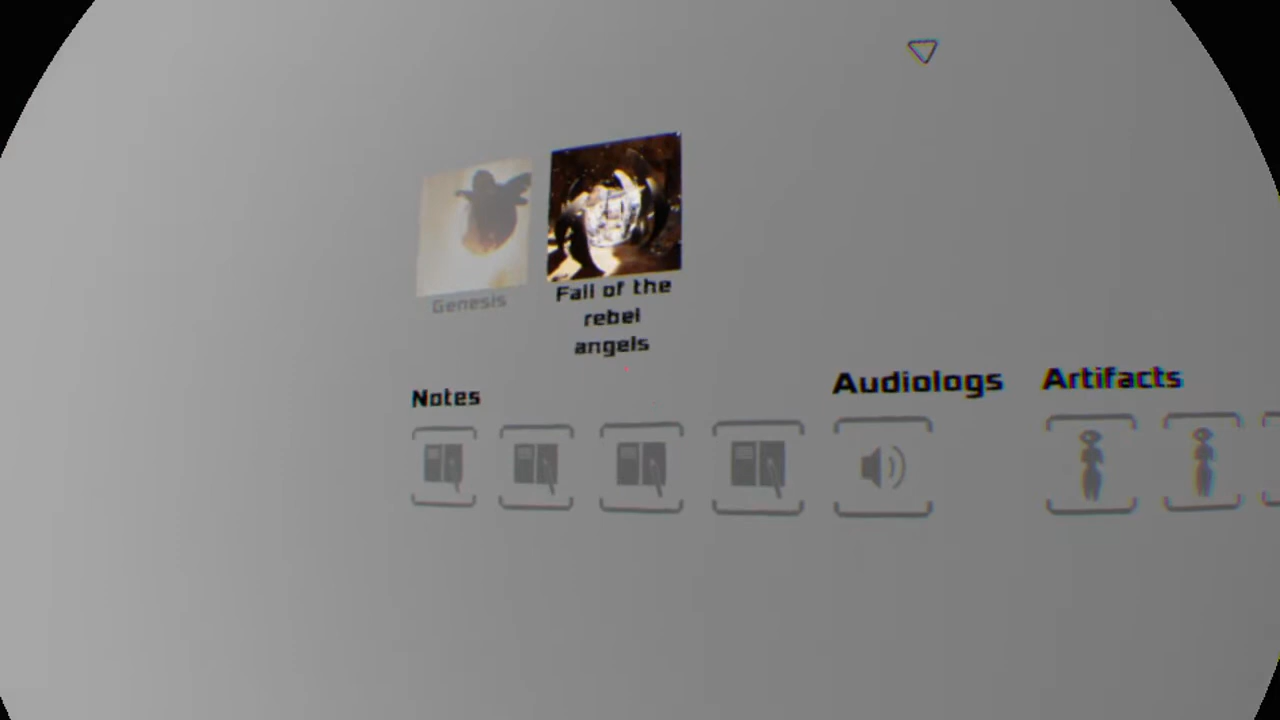 Genesis
Fall of the
rebel
angels
Notes
Audiologs
Artifacts